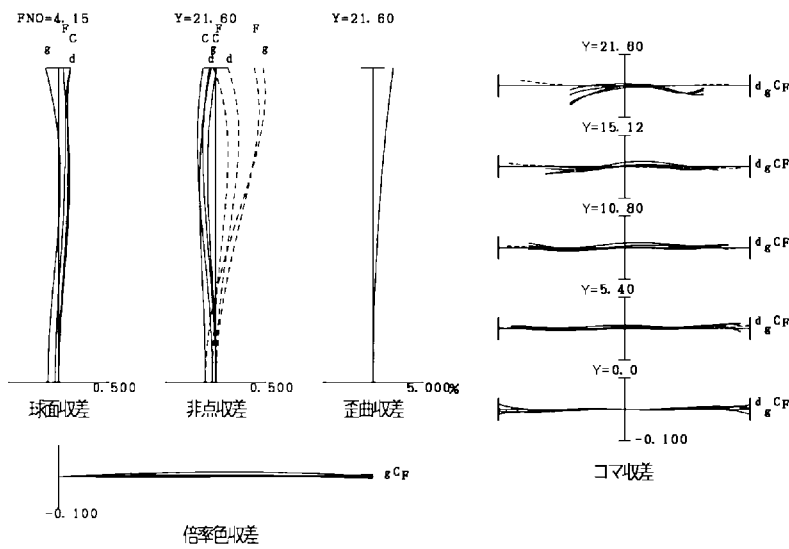 FNO=4.15
F
C
g
d
0.500
球面収差
Y=21.60
F
C C
g
F
d
d
g
0.500
非点収差
Y=21.60
5.000%
歪曲収差
g C F
-0.100
倍率色収差
Y=21.60
d g C F
Y=15.12
d g C F
Y=10.80
d g C F
Y=5.40
d g C F
Y=0.0
d g C F
-0.100
コマ収差